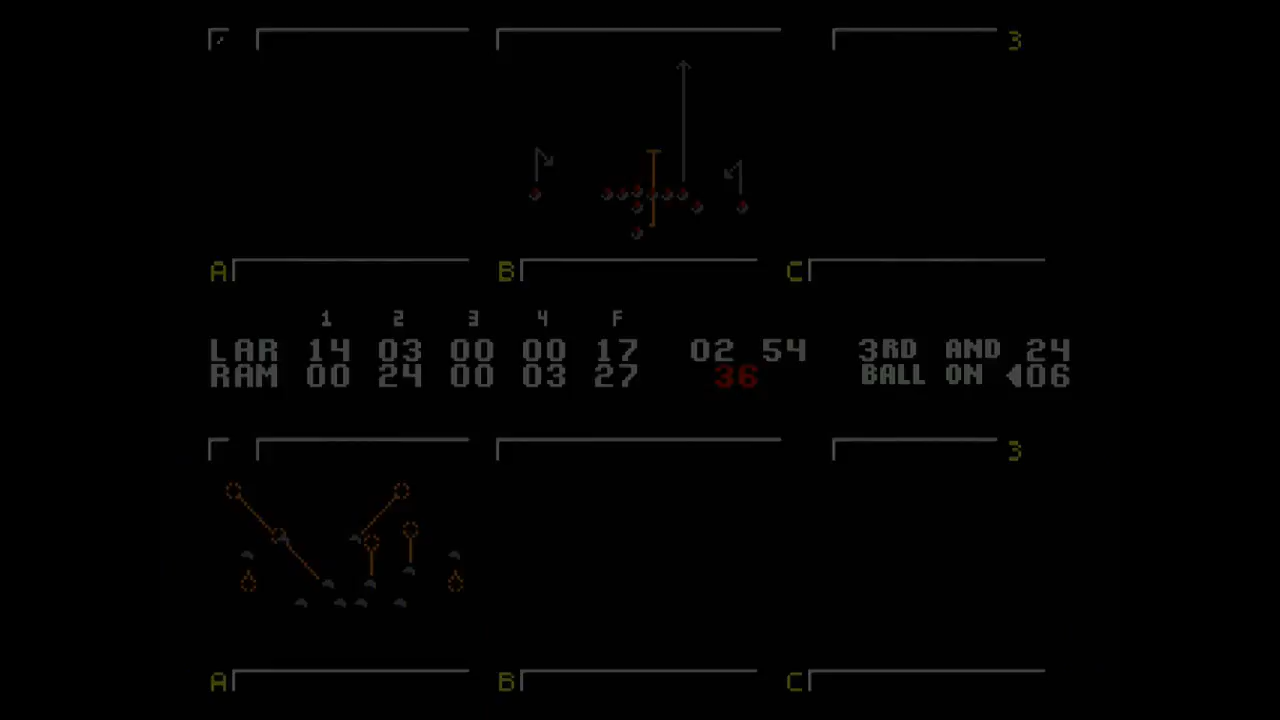 3
A B C
1 2 3 4 F
LAR 14 03 00 00 17 02 54 3RD AND 24
RAM 00 24 00 03 27 36 BALL ON ◀06
3
A B C